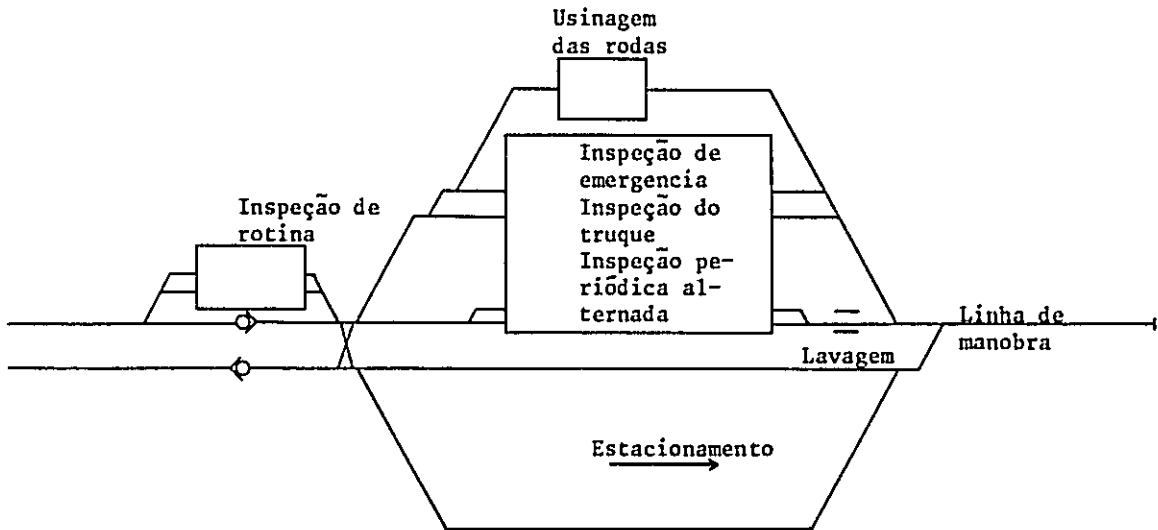 Usinagem
das rodas
Inspeção de
emergencia
Inspeção do
truque
Inspeção pe-
riõdica al-
ternada
Inspeção de
rotina
Linha de
manobra
Lavagem
Estacionamento